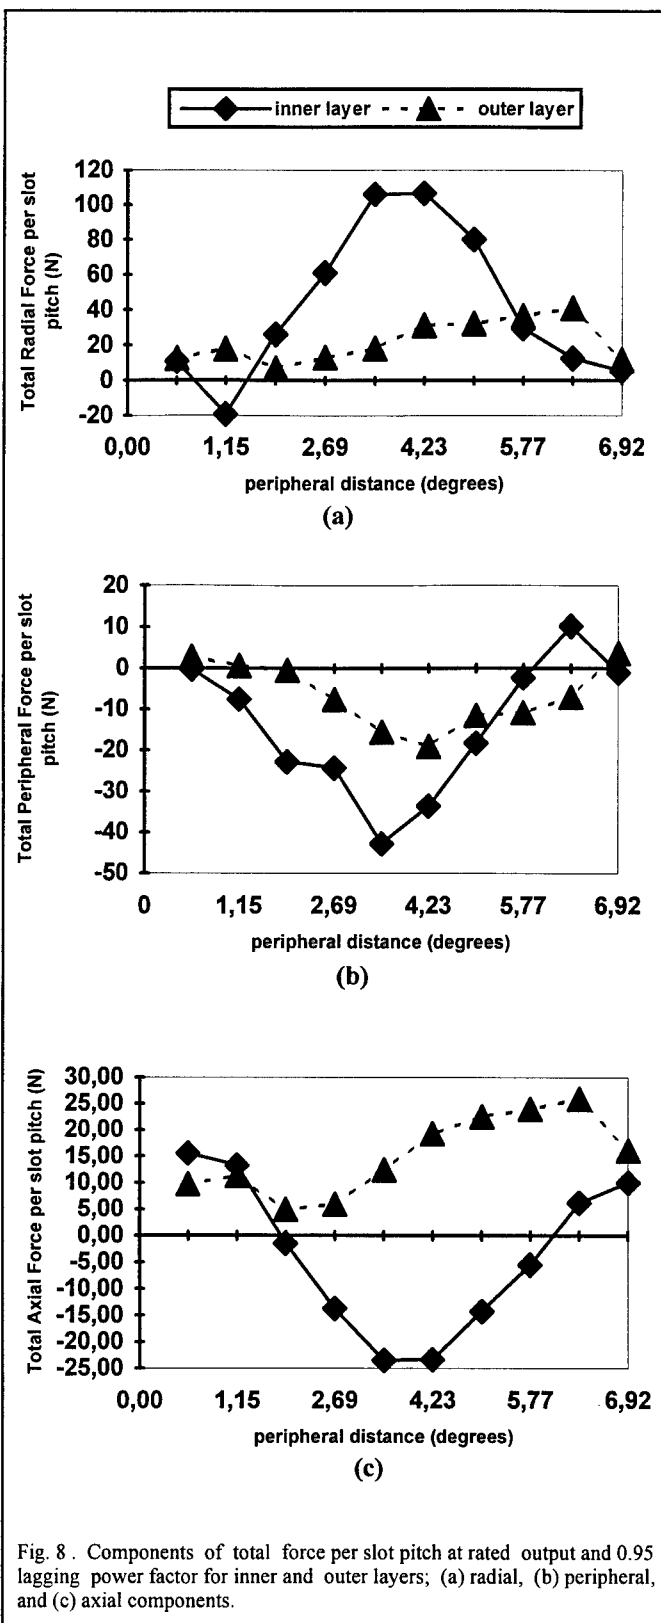 inner layer outer layer
Total Radial Force per slot
pitch (N)
120
100
80
60
40
20
0
-20
0,00 1,15 2,69 4,23 5,77 6,92
peripheral distance (degrees)
(a)
Total Peripheral Force per slot
pitch (N)
20
10
0
-10
-20
-30
-40
-50
0 1,15 2,69 4,23 5,77 6,92
peripheral distance (degrees)
(b)
Total Axial Force per slot pitch (N)
30,00
25,00
20,00
15,00
10,00
5,00
0,00
-5,00
-10,00
-15,00
-20,00
-25,00
0,00 1,15 2,69 4,23 5,77 6,92
peripheral distance (degrees)
(c)
Fig. 8 . Components of total force per slot pitch at rated output and 0.95
lagging power factor for inner and outer layers; (a) radial, (b) peripheral,
and (c) axial components.